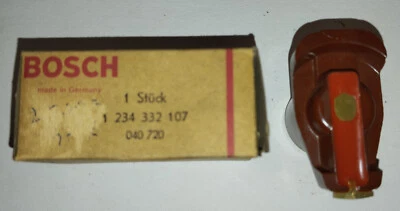 BOSCH
made in Germany
1 Stück
1 234 332 107
040 720